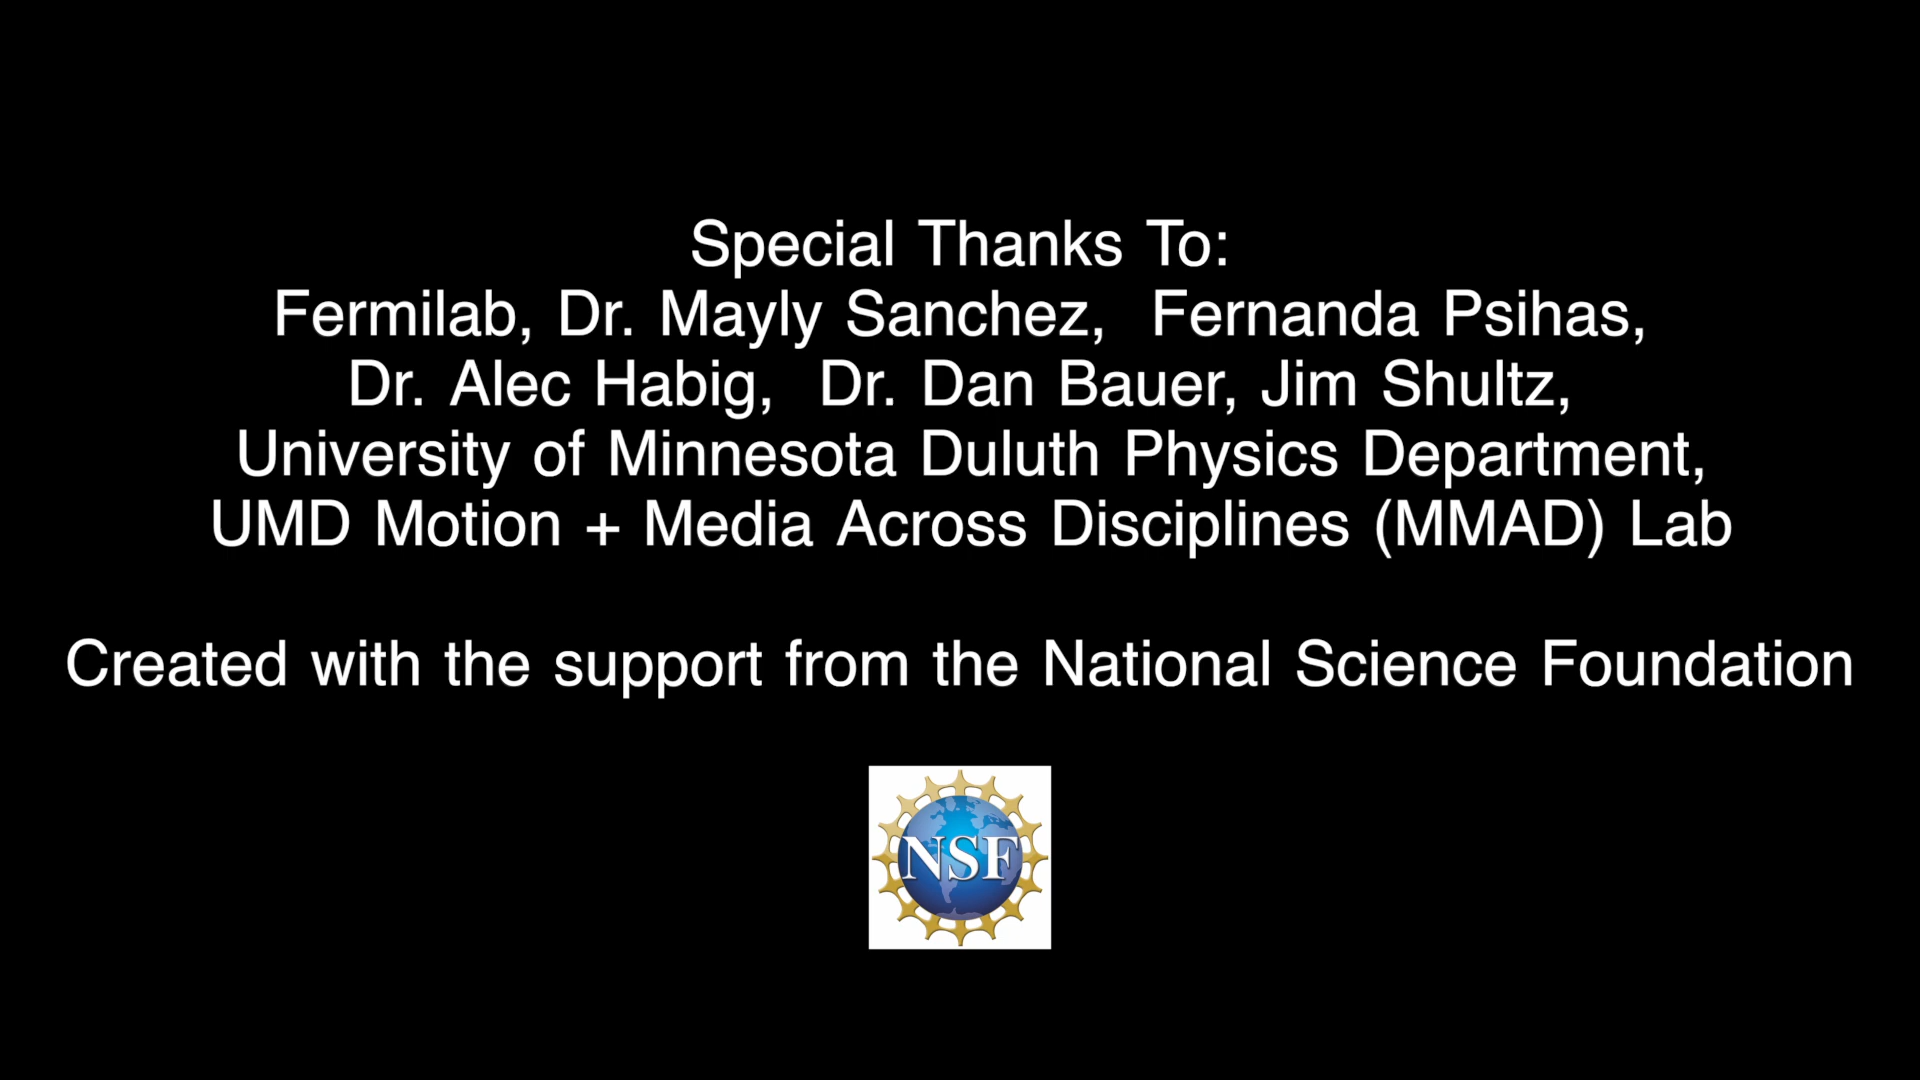 Special Thanks To:
Fermilab, Dr. Mayly Sanchez,  Fernanda Psihas,
Dr. Alec Habig,  Dr. Dan Bauer, Jim Shultz,
University of Minnesota Duluth Physics Department,
UMD Motion + Media Across Disciplines (MMAD) Lab
Created with the support from the National Science Foundation
NSF